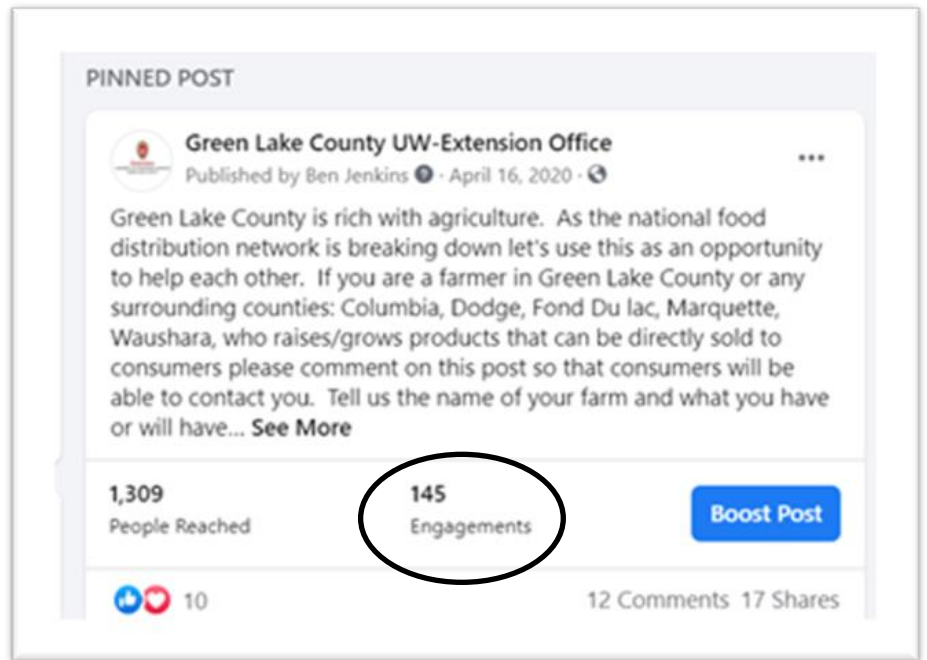 PINNED POST
Green Lake County UW-Extension Office
Published by Ben Jenkins · April 16, 2020 ·
Green Lake County is rich with agriculture. As the national food
distribution network is breaking down let's use this as an opportunity
to help each other. If you are a farmer in Green Lake County or any
surrounding counties: Columbia, Dodge, Fond Du lac, Marquette,
Waushara, who raises/grows products that can be directly sold to
consumers please comment on this post so that consumers will be
able to contact you. Tell us the name of your farm and what you have
or will have... See More
1,309 145
People Reached Engagements Boost Post
10 12 Comments 17 Shares